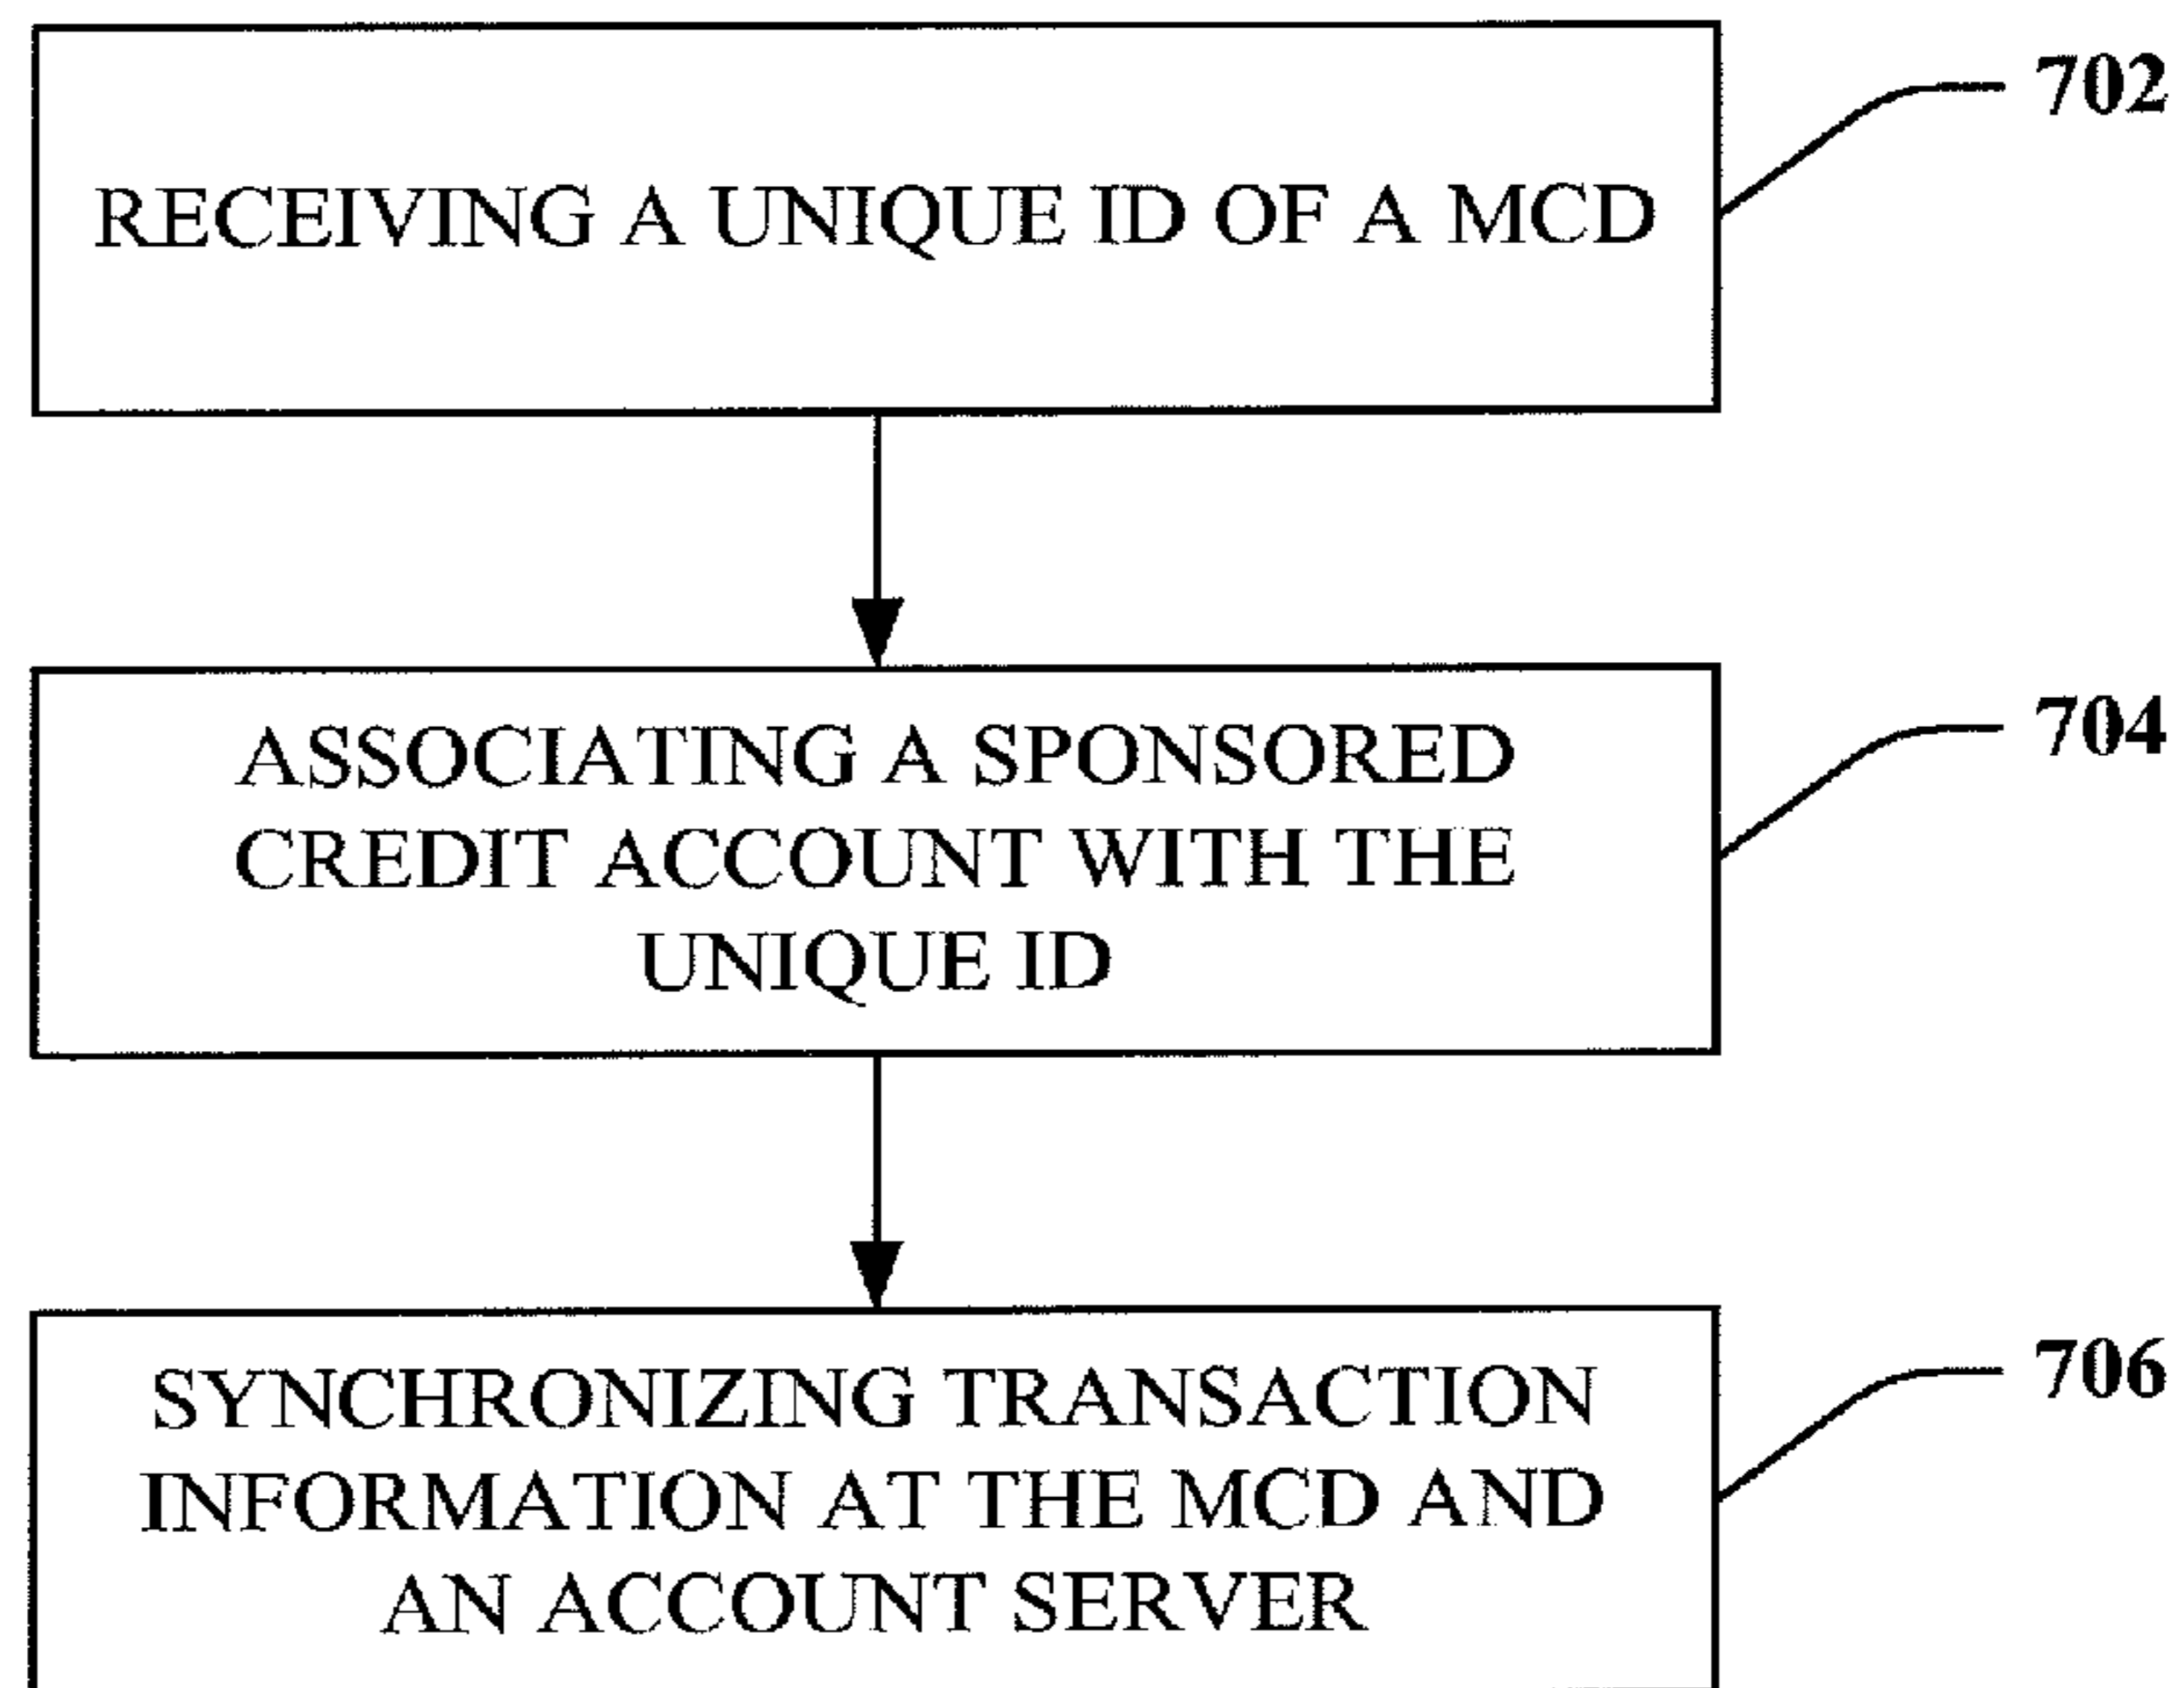 RECEIVING A UNIQUE ID OF A MCD
702
ASSOCIATING A SPONSORED
CREDIT ACCOUNT WITH THE
UNIQUE ID
704
SYNCHRONIZING TRANSACTION
INFORMATION AT THE MCD AND
AN ACCOUNT SERVER
706